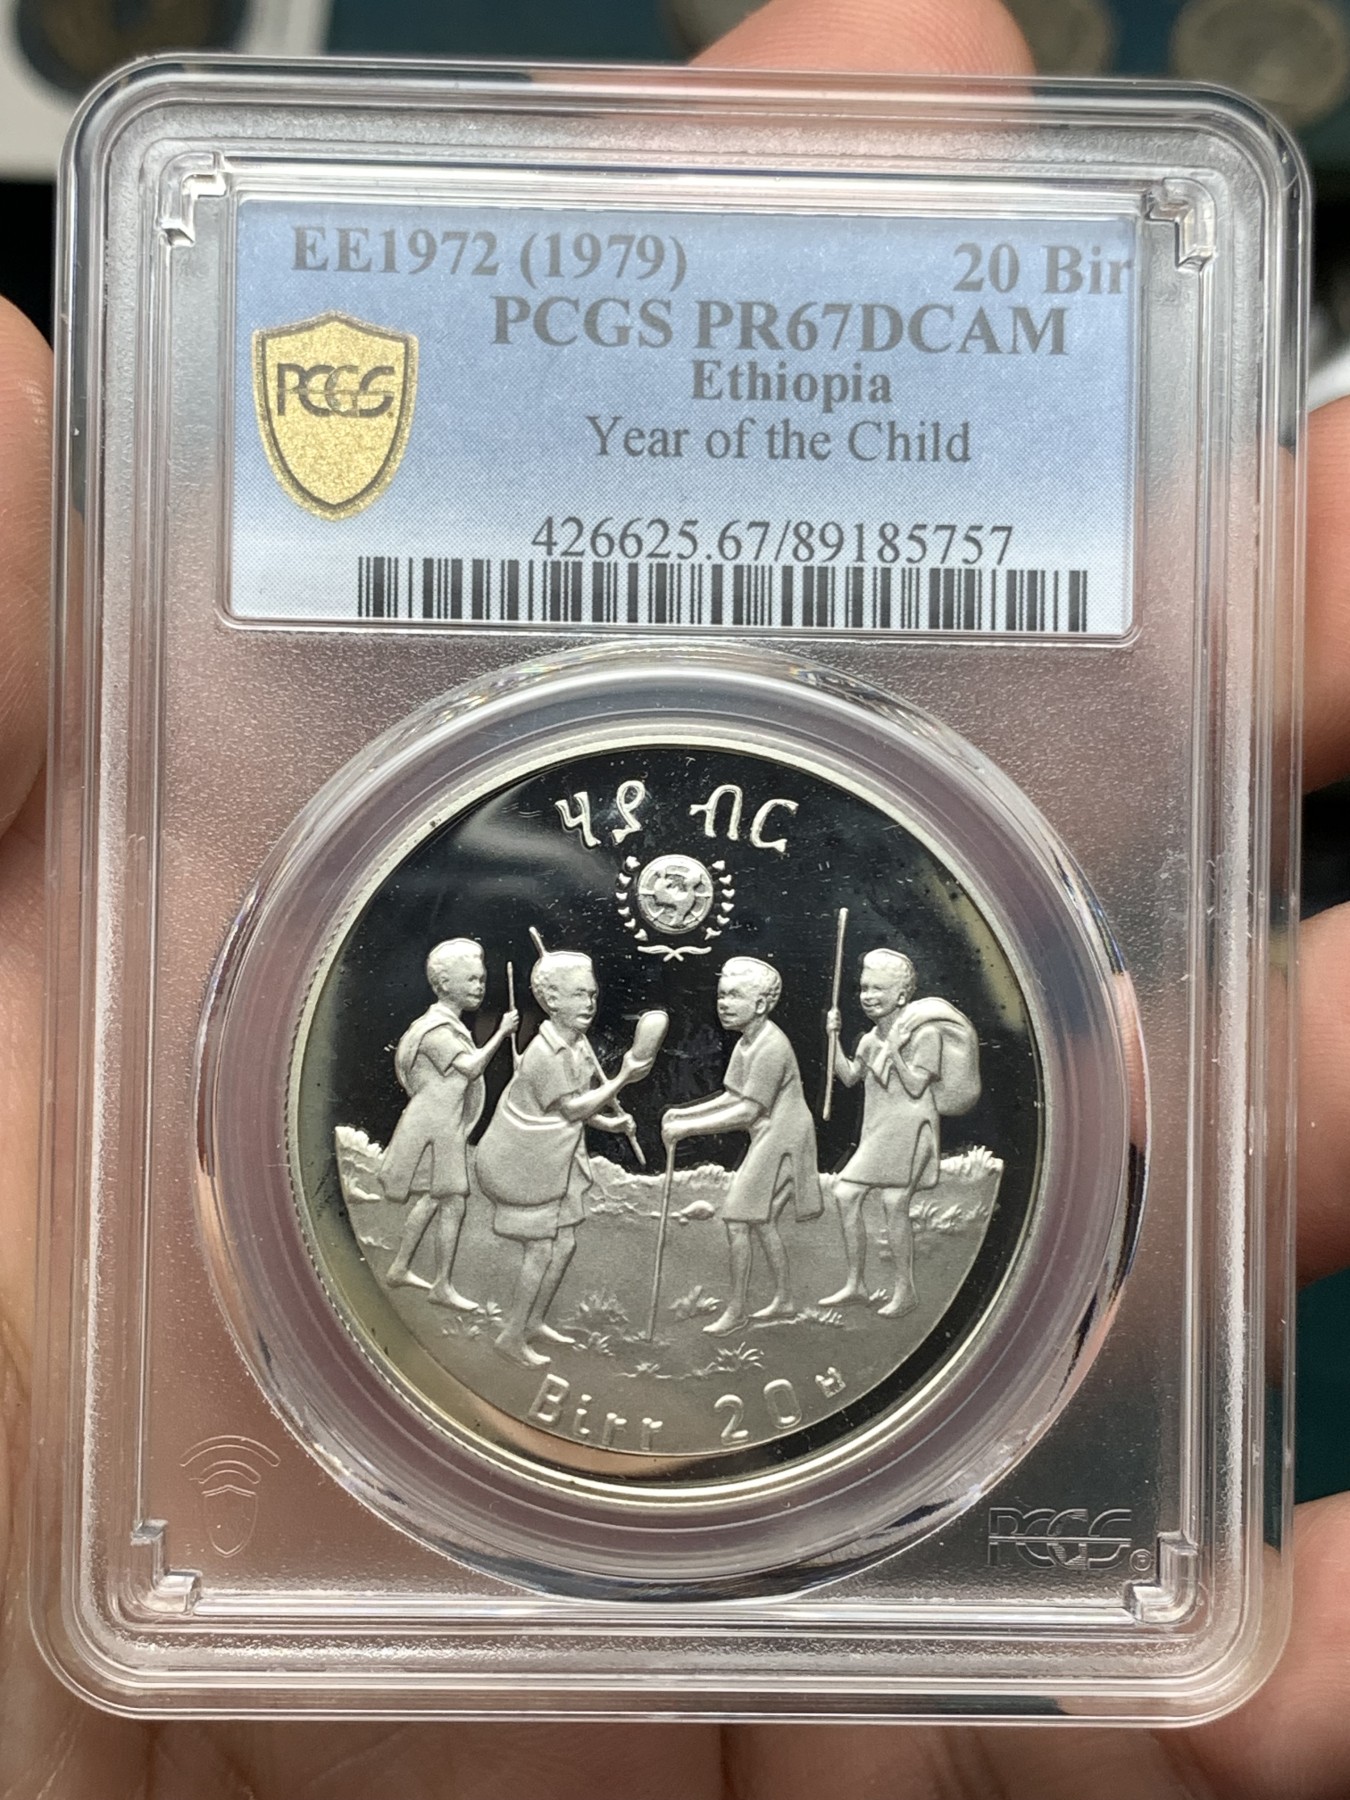 EE1972 (1979) 20 Bir
PCGS PR67DCAM
Ethiopia
Year of the Child
PCGS
426625.67/89185757
ሃያ ብር
Birr 20
PCGS